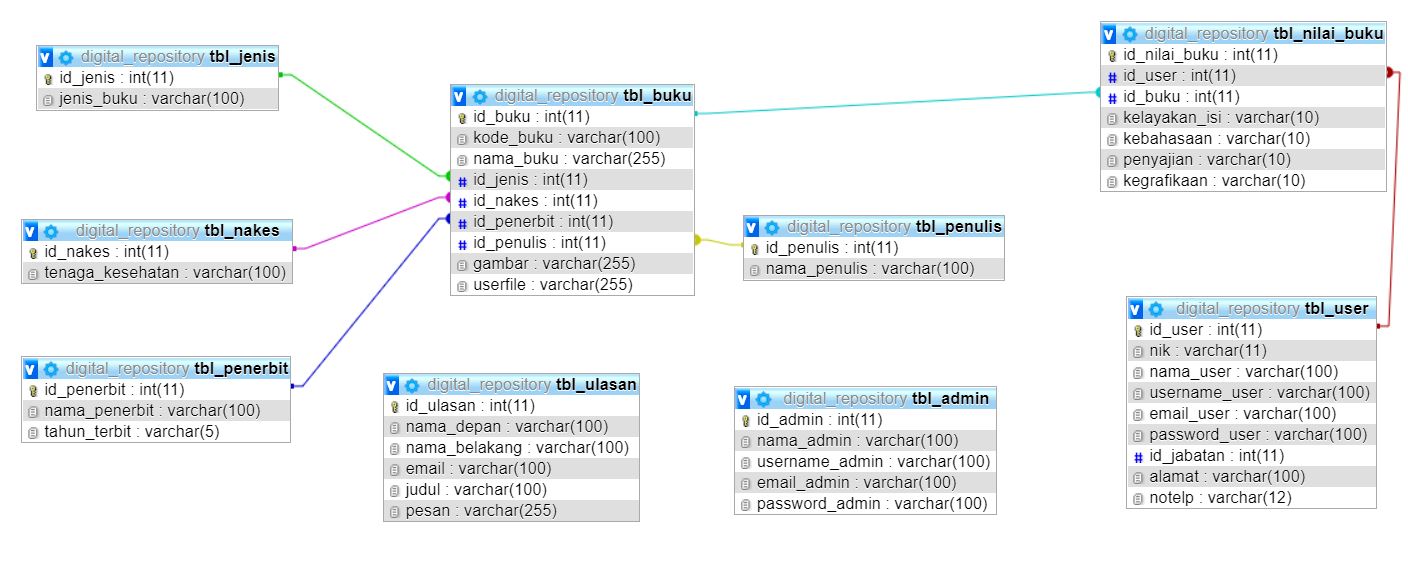 digital_repository tbl_jenis
id_jenis : int(11)
jenis_buku : varchar(100)
digital_repository tbl_nakes
id_nakes : int(11)
tenaga_kesehatan : varchar(100)
digital_repository tbl_penerbit
id_penerbit : int(11)
nama_penerbit : varchar(100)
tahun_terbit : varchar(5)
digital_repository tbl_buku
id_buku : int(11)
kode_buku : varchar(100)
nama_buku : varchar(255)
id_jenis : int(11)
id_nakes : int(11)
id_penerbit : int(11)
id_penulis : int(11)
gambar : varchar(255)
userfile : varchar(255)
digital_repository tbl_ulasan
id_ulasan : int(11)
nama_depan : varchar(100)
nama_belakang : varchar(100)
email : varchar(100)
judul : varchar(100)
pesan : varchar(255)
digital_repository tbl_penulis
id_penulis : int(11)
nama_penulis : varchar(100)
digital_repository tbl_admin
id_admin : int(11)
nama_admin : varchar(100)
username_admin : varchar(100)
email_admin : varchar(100)
password_admin : varchar(100)
digital_repository tbl_nilai_buku
id_nilai_buku : int(11)
id_user : int(11)
id_buku : int(11)
kelayakan_isi : varchar(10)
kebahasaan : varchar(10)
penyajian : varchar(10)
kegrafikaan : varchar(10)
digital_repository tbl_user
id_user : int(11)
nik : varchar(11)
nama_user : varchar(100)
username_user : varchar(100)
email_user : varchar(100)
password_user : varchar(100)
id_jabatan : int(11)
alamat : varchar(100)
notelp : varchar(12)